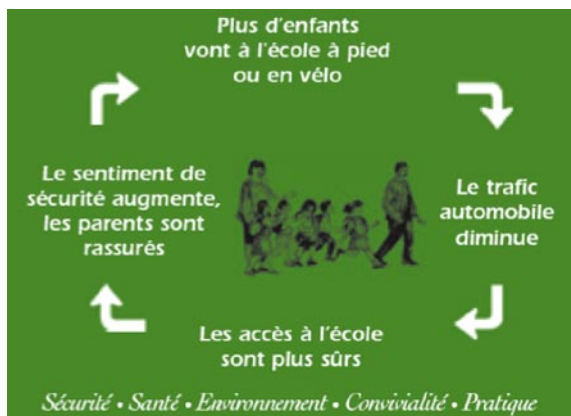 Plus d'enfants
vont à l'école à pied
ou en vélo
Le trafic
automobile
diminue
Les accès à l'école
sont plus sûrs
Le sentiment de
sécurité augmente,
les parents sont
rassurés
Sécurité • Santé • Environnement • Convivialité • Pratique